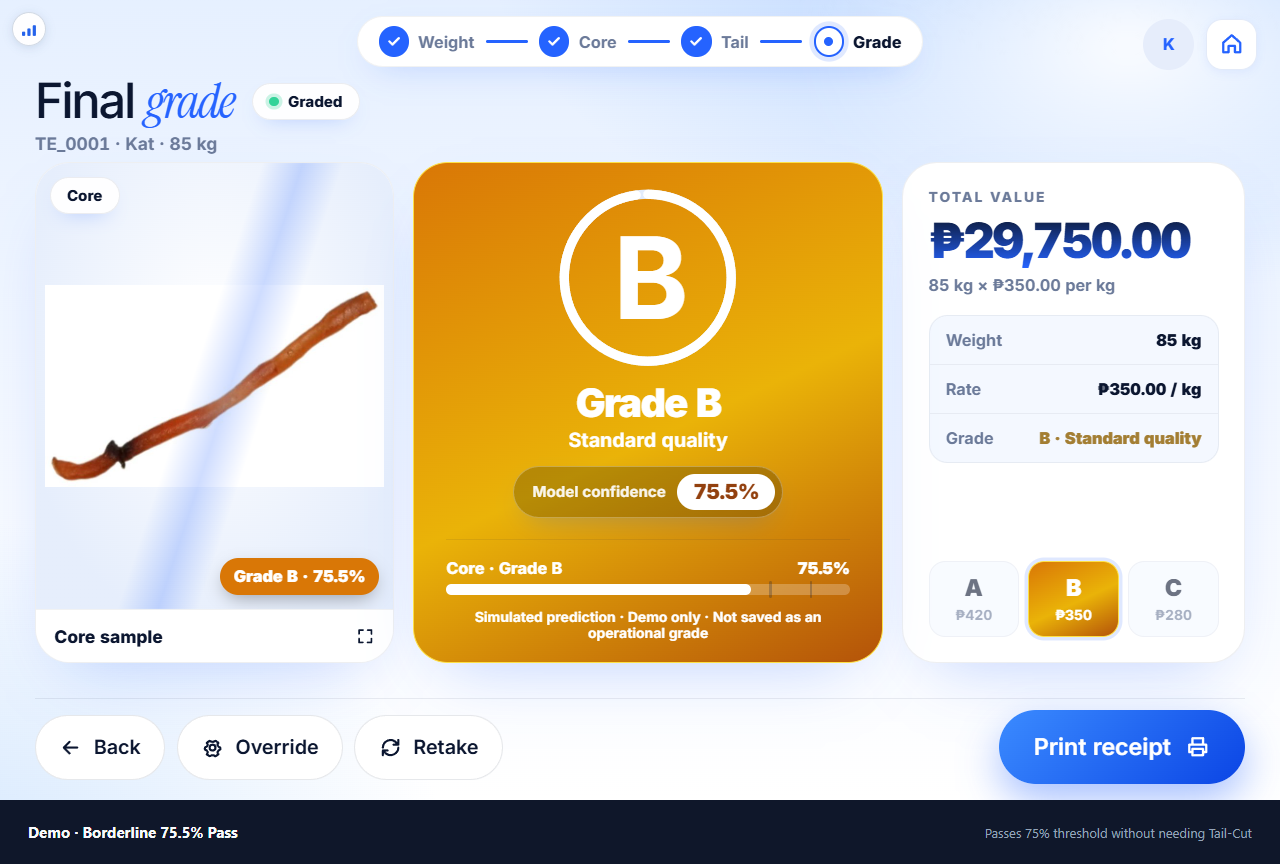 Weight
Core
Tail
Grade
K
Final grade
Graded
TE_0001 · Kat · 85 kg
Core
Grade B · 75.5%
Core sample
B
Grade B
Standard quality
Model confidence 75.5%
Core · Grade B 75.5%
Simulated prediction · Demo only · Not saved as an
operational grade
TOTAL VALUE
₱29,750.00
85 kg × ₱350.00 per kg
Weight 85 kg
Rate ₱350.00 / kg
Grade B · Standard quality
A
₱420
B
₱350
C
₱280
Back
Override
Retake
Print receipt
Demo · Borderline 75.5% Pass
Passes 75% threshold without needing Tail-Cut